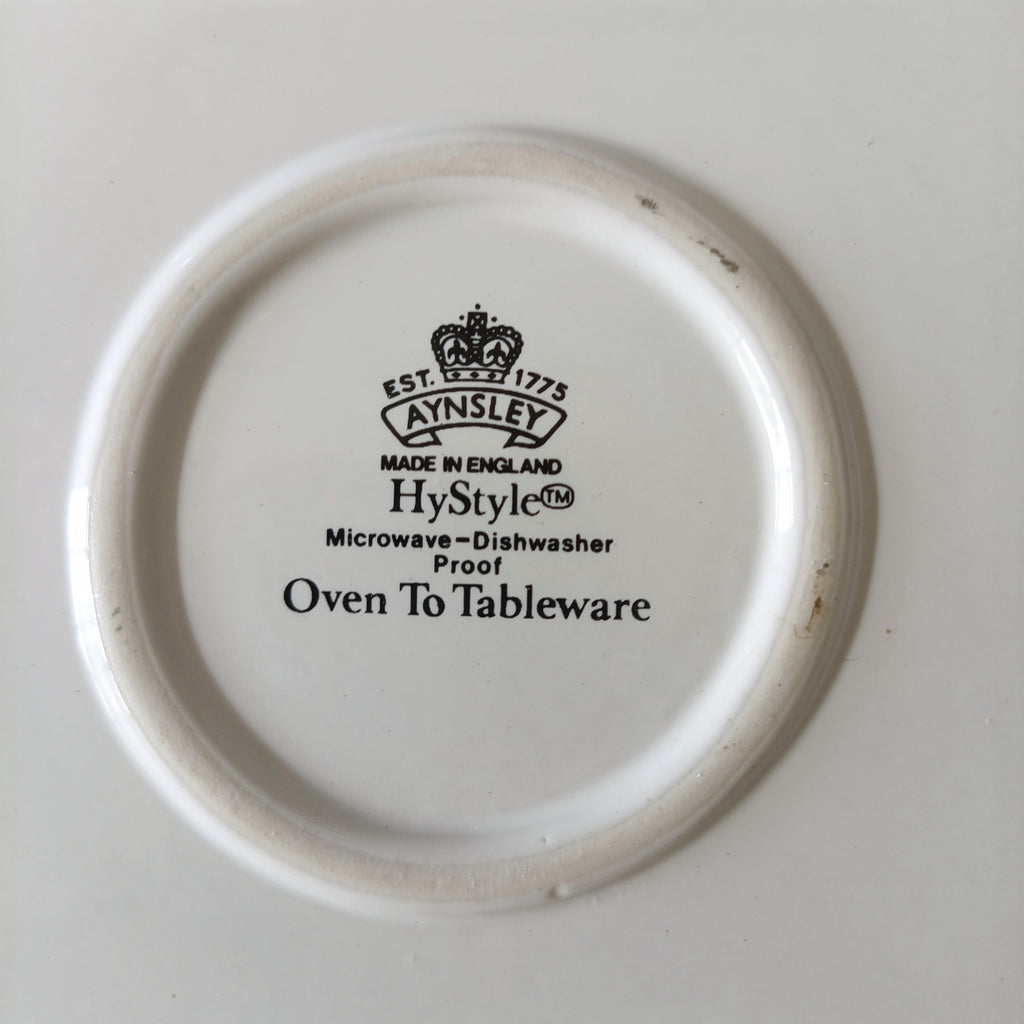 EST. 1775
AYNSLEY
MADE IN ENGLAND
HyStyle™
Microwave-Dishwasher
Proof
Oven To Tableware